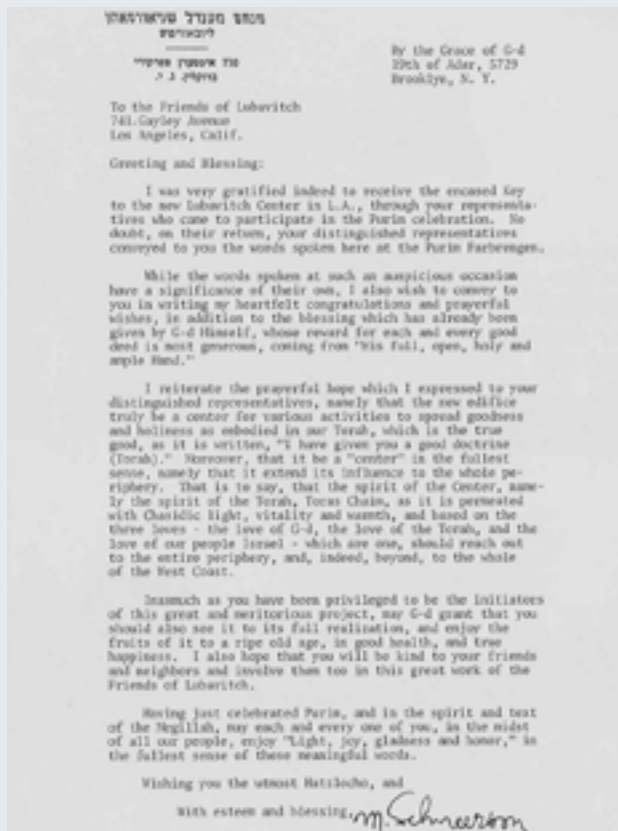 מנחם מענדל שניאורסאהן
ליובאוויטש
770 איסטערן פארקוויי
ברוקלין, נ. י.
By the Grace of G-d
19th of Adar, 5729
Brooklyn, N. Y.
To the Friends of Lubavitch
741 Gayley Avenue
Los Angeles, Calif.
Greeting and Blessing:
I was very gratified indeed to receive the encased Key
to the new Lubavitch Center in L.A., through your representa-
tives who came to participate in the Purim celebration. No
doubt, on their return, your distinguished representatives
conveyed to you the words spoken here at the Purim Farbrengen.
While the words spoken at such an auspicious occasion
have a significance of their own, I also wish to convey to
you in writing my heartfelt congratulations and prayerful
wishes, in addition to the blessing which has already been
given by G-d Himself, whose reward for each and every good
deed is most generous, coming from "His full, open, holy and
ample Hand."
I reiterate the prayerful hope which I expressed to your
distinguished representatives, namely that the new edifice
truly be a center for various activities to spread goodness
and holiness as embodied in our Torah, which is the true
good, as it is written, "I have given you a good doctrine
(Torah)." Moreover, that it be a "center" in the fullest
sense, namely that it extend its influence to the whole pe-
riphery. That is to say, that the spirit of the Center, name-
ly the spirit of the Torah, Toras Chaim, as it is permeated
with Chasidic light, vitality and warmth, and based on the
three loves - the love of G-d, the love of the Torah, and the
love of our people Israel - which are one, should reach out
to the entire periphery, and, indeed, beyond, to the whole
of the West Coast.
Inasmuch as you have been privileged to be the initiators
of this great and meritorious project, may G-d grant that you
should also see it to its full realization, and enjoy the
fruits of it to a ripe old age, in good health, and true
happiness. I also hope that you will be kind to your friends
and neighbors and involve them too in this great work of the
Friends of Lubavitch.
Having just celebrated Purim, and in the spirit and text
of the Megillah, may each and every one of you, in the midst
of all our people, enjoy "Light, joy, gladness and honor," in
the fullest sense of these meaningful words.
Wishing you the utmost Hatzlocho, and
With esteem and blessing, M. Schneerson